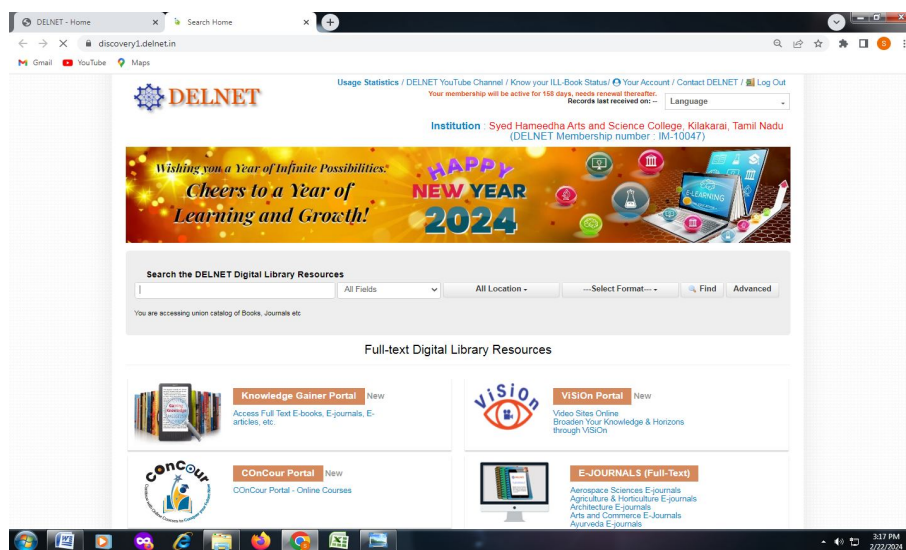 DELNET - Home
Search Home
discovery1.delnet.in
S
Gmail YouTube Maps
DELNET
Usage Statistics / DELNET YouTube Channel / Know your ILL-Book Status/ Your Account / Contact DELNET / Log Out
Your membership will be active for 158 days, needs renewal thereafter.
Records last received on: --
Language
Institution : Syed Hameedha Arts and Science College, Kilakarai, Tamil Nadu
(DELNET Membership number : IM-10047)
Wishing you a Year of Infinite Possibilities!
Cheers to a Year of
Learning and Growth!
HAPPY
NEW YEAR
2024
E-LEARNING
Search the DELNET Digital Library Resources
All Fields All Location ---Select Format--- Find Advanced
You are accessing union catalog of Books, Journals etc
Full-text Digital Library Resources
Knowledge Gainer Portal New
Access Full Text E-books, E-journals, E-
articles, etc.
ViSiOn
ViSiOn Portal New
Video Sites Online
Broaden Your Knowledge & Horizons
through ViSiOn
conCour
COnCour Portal New
COnCour Portal - Online Courses
E-JOURNALS (Full-Text)
Aerospace Sciences E-journals
Agriculture & Horticulture E-journals
Architecture E-journals
Arts and Commerce E-Journals
Ayurveda E-journals
3:17 PM
2/22/2024